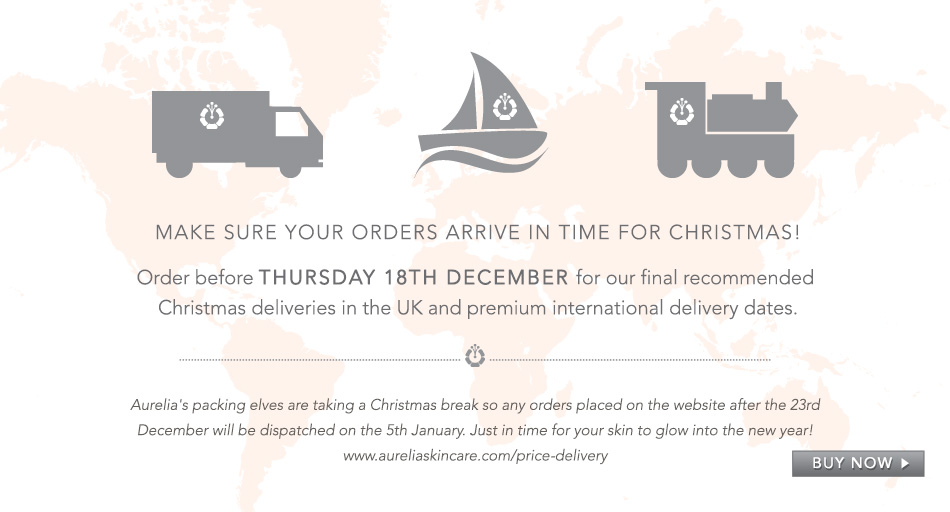 MAKE SURE YOUR ORDERS ARRIVE IN TIME FOR CHRISTMAS!
Order before THURSDAY 18TH DECEMBER for our final recommended
Christmas deliveries in the UK and premium international delivery dates.
Aurelia's packing elves are taking a Christmas break so any orders placed on the website after the 23rd
December will be dispatched on the 5th January. Just in time for your skin to glow into the new year!
www.aureliaskincare.com/price-delivery
BUY NOW